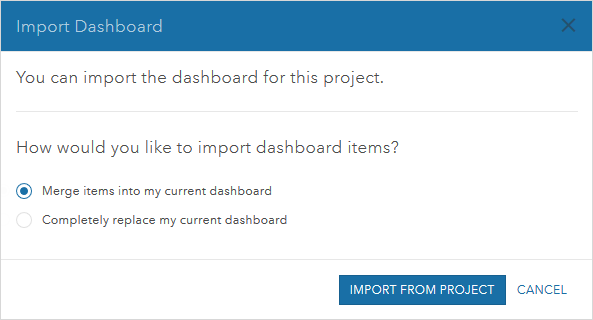 Import Dashboard
You can import the dashboard for this project.
How would you like to import dashboard items?
Merge items into my current dashboard
Completely replace my current dashboard
IMPORT FROM PROJECT CANCEL